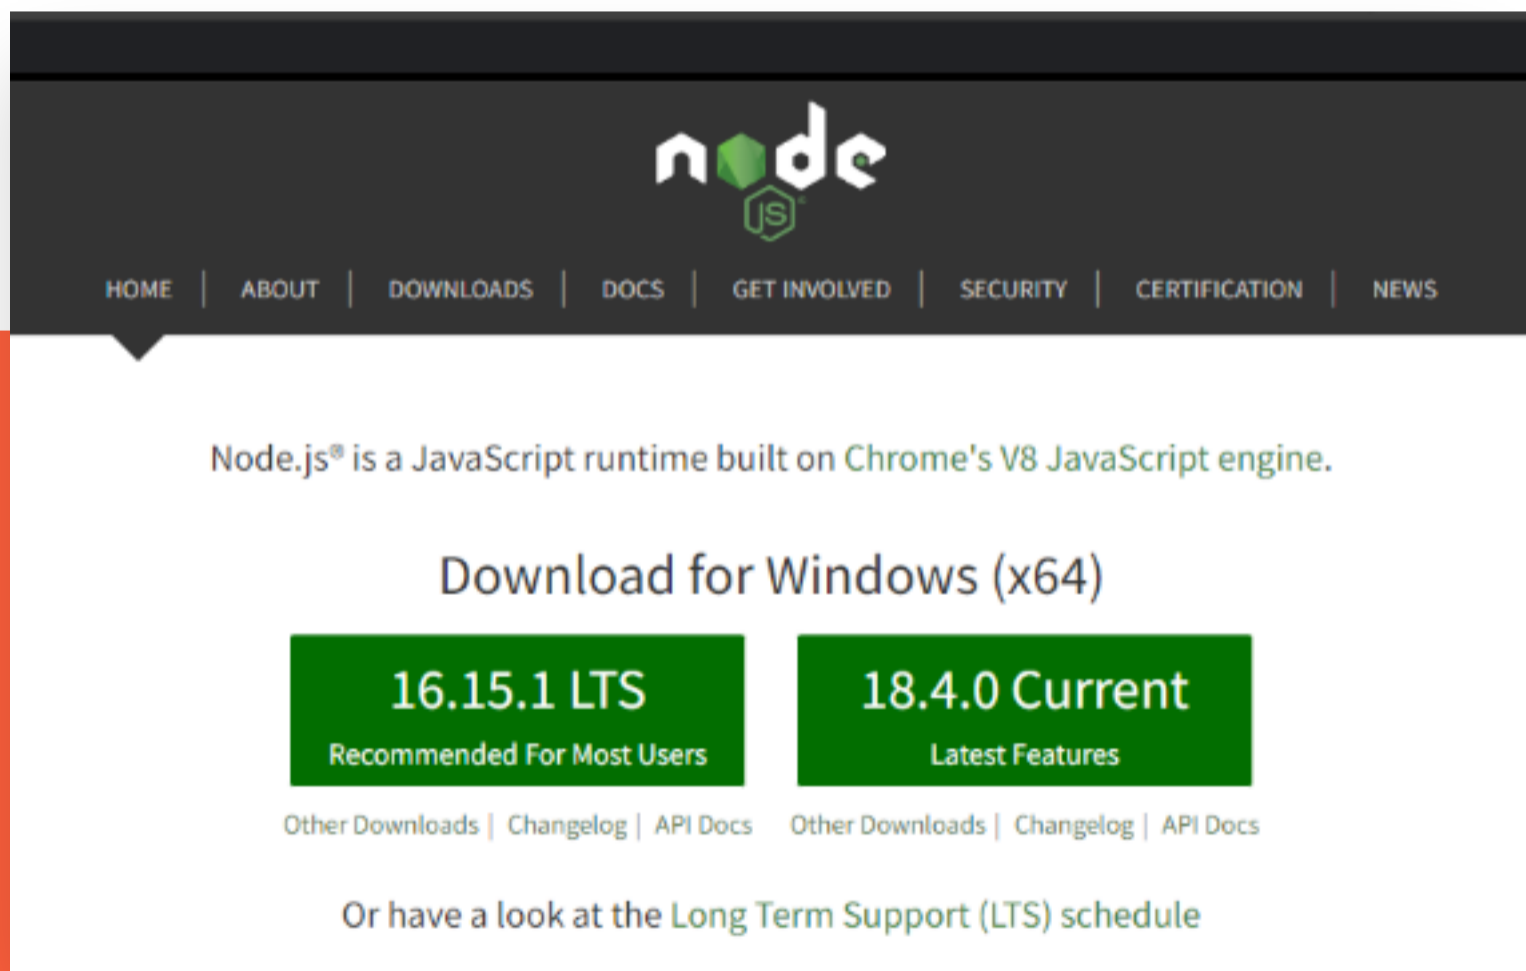 node
JS
HOME | ABOUT | DOWNLOADS | DOCS | GET INVOLVED | SECURITY | CERTIFICATION | NEWS
Node.js® is a JavaScript runtime built on Chrome's V8 JavaScript engine.
Download for Windows (x64)
16.15.1 LTS
Recommended For Most Users
Other Downloads | Changelog | API Docs
18.4.0 Current
Latest Features
Other Downloads | Changelog | API Docs
Or have a look at the Long Term Support (LTS) schedule